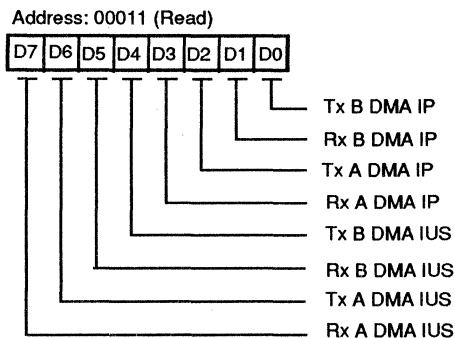 Address: 00011 (Read)
D7 D6 D5 D4 D3 D2 D1 D0
Tx B DMA IP
Rx B DMA IP
Tx A DMA IP
Rx A DMA IP
Tx B DMA IUS
Rx B DMA IUS
Tx A DMA IUS
Rx A DMA IUS